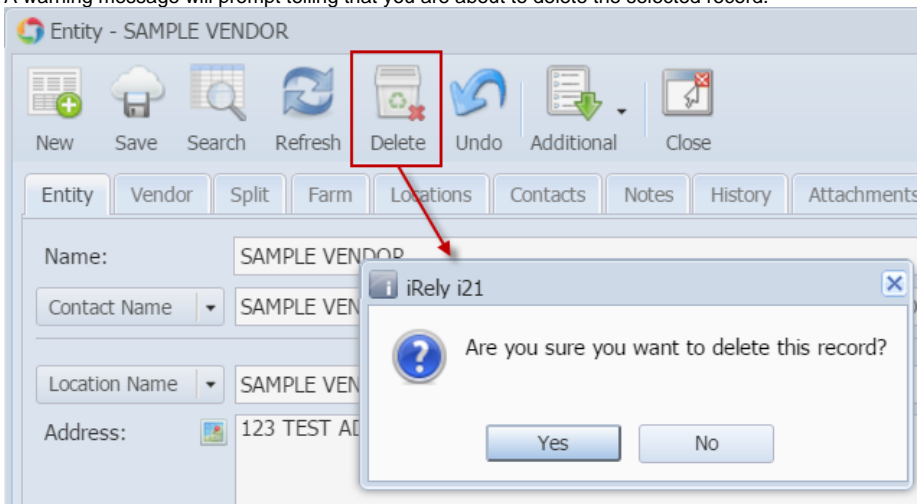 A warning message will prompt telling that you are about to delete the selected record.
Entity - SAMPLE VENDOR
New Save Search Refresh Delete Undo Additional Close
Entity Vendor Split Farm Locations Contacts Notes History Attachments
Name: SAMPLE VENDOR
iRely i21
Contact Name SAMPLE VEN
Are you sure you want to delete this record?
Location Name SAMPLE VEN
Address: 123 TEST AD
Yes No